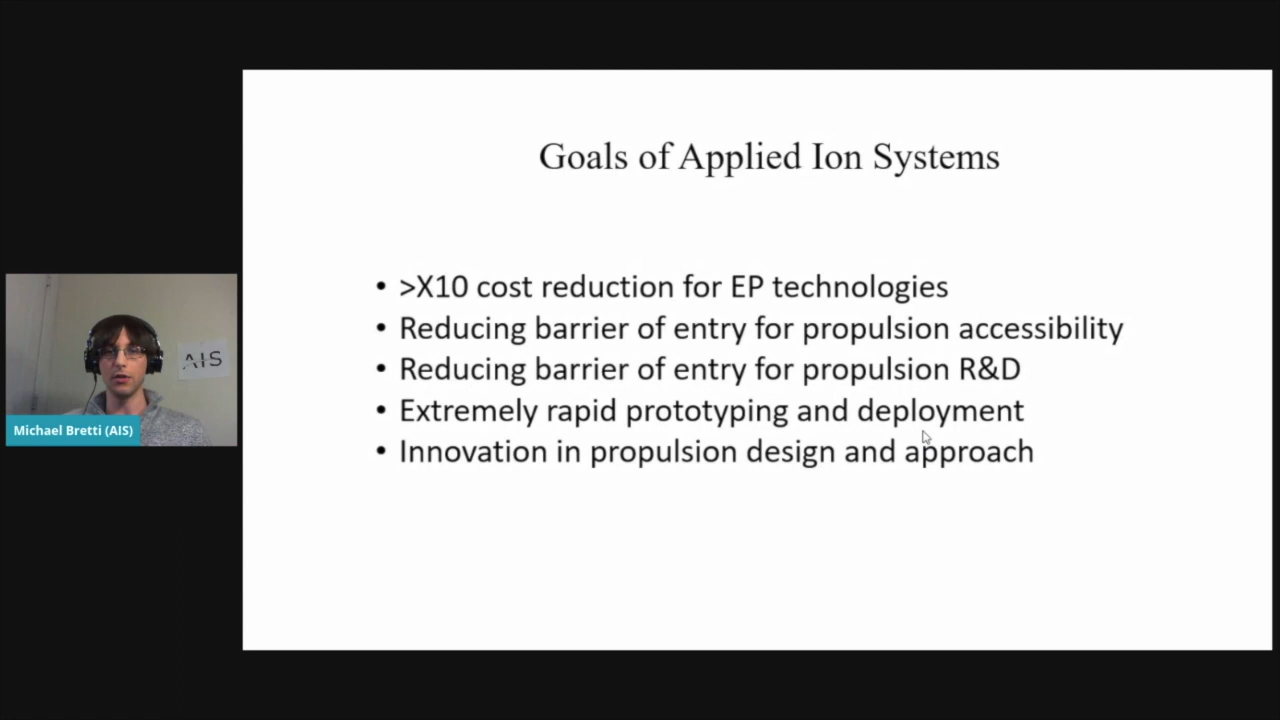 Goals of Applied Ion Systems
• >X10 cost reduction for EP technologies
• Reducing barrier of entry for propulsion accessibility
• Reducing barrier of entry for propulsion R&D
• Extremely rapid prototyping and deployment
• Innovation in propulsion design and approach
AIS
Michael Bretti (AIS)